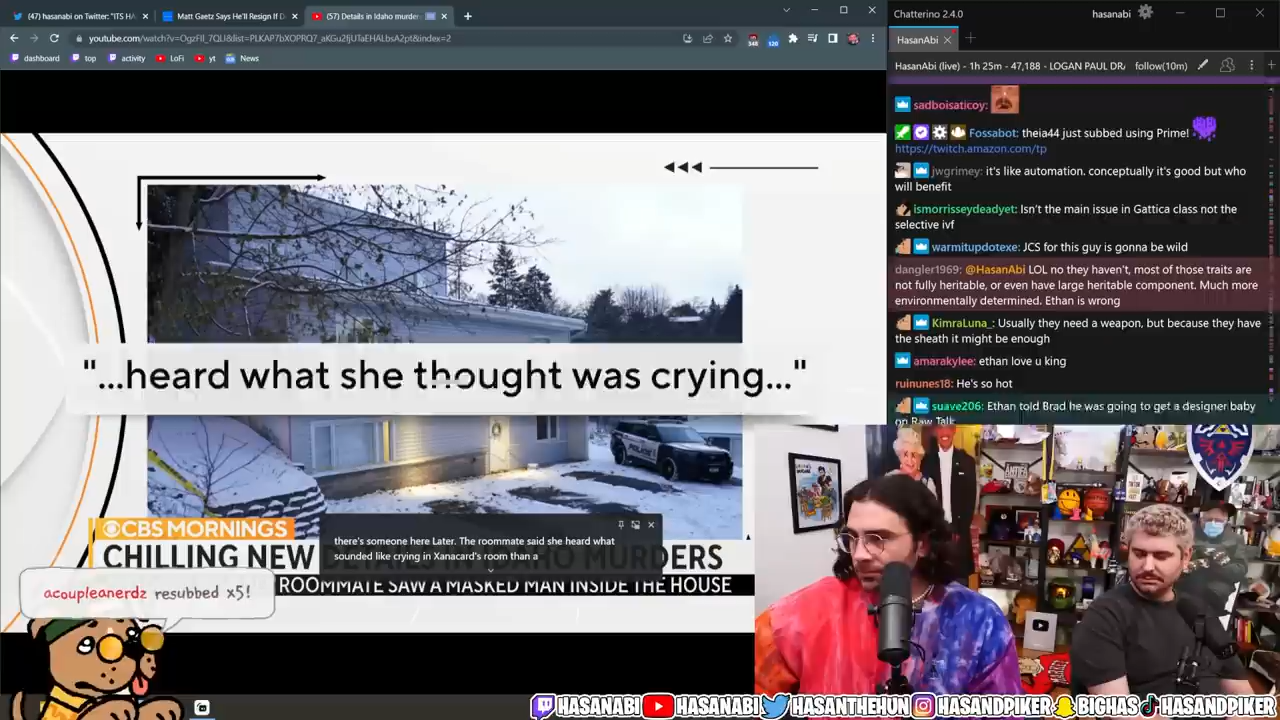 (47) hasanabi on Twitter: "ITS HA
Matt Gaetz Says He'll Resign If D
(57) Details in Idaho murder
youtube.com/watch?v=OgzFIl_7QLI&list=PLKAP7bXOPRQ7_aKGu2fjUTaEHALbsA2pt&index=2
dashboard
top
activity
LoFi
yt
News
"...heard what she thought was crying..."
CBS MORNINGS
CHILLING NEW
MURDERS
ROOMMATE SAW A MASKED MAN INSIDE THE HOUSE
there's someone here Later. The roommate said she heard what
sounded like crying in Xanacard's room than a
acoupleanerdz resubbed x5!
POLICE
Chatterino 2.4.0
hasanabi
HasanAbi
HasanAbi (live) - 1h 25m - 47,188 - LOGAN PAUL DR
follow(10m)
sadboisaticoy:
Fossabot: theia44 just subbed using Prime!
https://twitch.amazon.com/tp
jwgrimey: it's like automation. conceptually it's good but who
will benefit
ismorrisseydeadyet: Isn't the main issue in Gattica class not the
selective ivf
warmitupdotexe: JCS for this guy is gonna be wild
dangler1969: @HasanAbi LOL no they haven't, most of those traits are
not fully heritable, or even have large heritable component. Much more
environmentally determined. Ethan is wrong
KimraLuna_: Usually they need a weapon, but because they have
the sheath it might be enough
amarakylee: ethan love u king
ruinunes18: He's so hot
suave206: Ethan told Brad he was going to get a designer baby
on Raw Talk
ANTIFA
HASANABI
HASANABI
HASANTHEHUN
HASANDPIKER
BIGHAS
HASANDPIKER